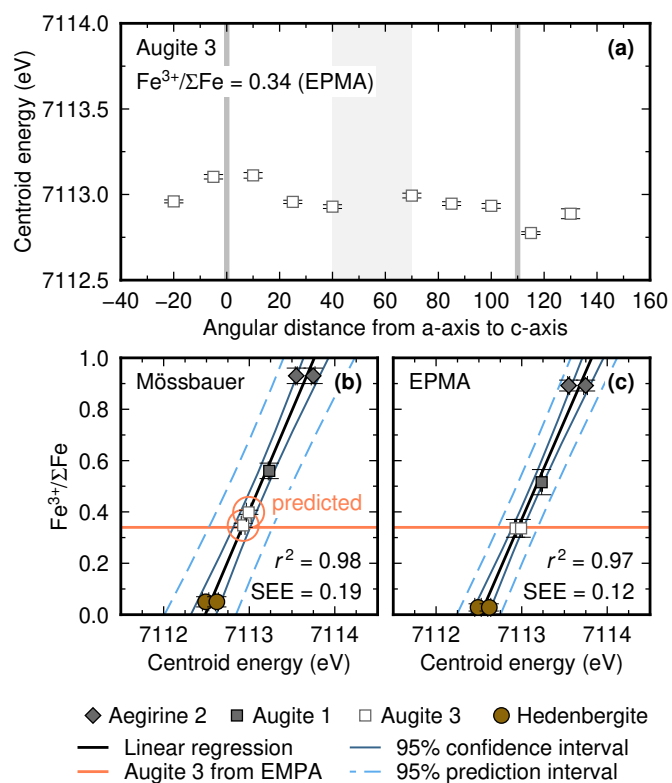 7114.0
7113.5
7113.0
7112.5
Centroid energy (eV)
Augite 3
(a)
Fe³⁺/ΣFe = 0.34 (EPMA)
−40 −20 0 20 40 60 80 100 120 140 160
Angular distance from a-axis to c-axis
1.0
0.8
0.6
0.4
0.2
0.0
Fe³⁺/ΣFe
Mössbauer
(b)
predicted
r² = 0.98
SEE = 0.19
7112 7113 7114
Centroid energy (eV)
EPMA
(c)
r² = 0.97
SEE = 0.12
7112 7113 7114
Centroid energy (eV)
Aegirine 2 Augite 1 Augite 3 Hedenbergite
Linear regression 95% confidence interval
Augite 3 from EMPA 95% prediction interval